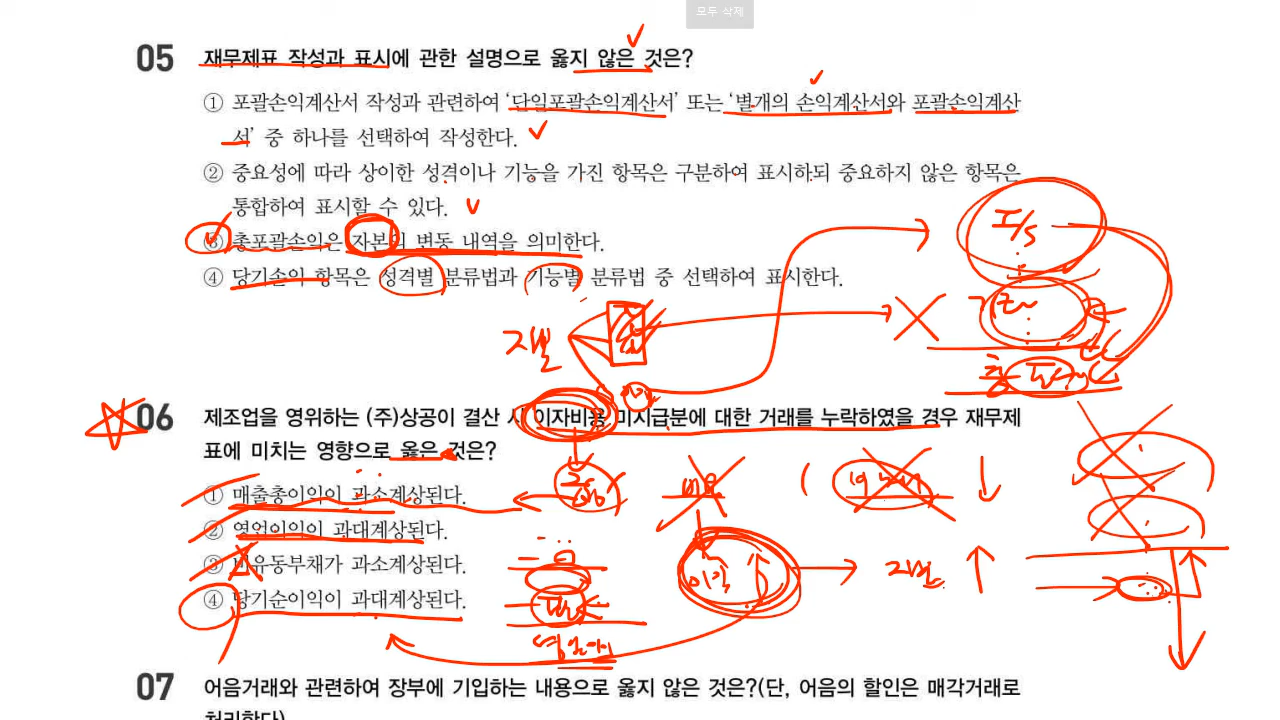 모두 삭제
05 재무제표 작성과 표시에 관한 설명으로 옳지 않은 것은?
① 포괄손익계산서 작성과 관련하여 '단일포괄손익계산서' 또는 '별개의 손익계산서와 포괄손익계산
서' 중 하나를 선택하여 작성한다.
② 중요성에 따라 상이한 성격이나 기능을 가진 항목은 구분하여 표시하되 중요하지 않은 항목은
통합하여 표시할 수 있다.
③ 총포괄손익은 자본의 변동 내역을 의미한다.
④ 당기손익 항목은 성격별 분류법과 기능별 분류법 중 선택하여 표시한다.
I/s
자본
06 제조업을 영위하는 (주)상공이 결산 시 이자비용 미지급분에 대한 거래를 누락하였을 경우 재무제
표에 미치는 영향으로 옳은 것은?
① 매출총이익이 과소계상된다.
② 영업이익이 과대계상된다.
③ 비유동부채가 과소계상된다.
④ 당기순이익이 과대계상된다.
비용
이익
자본
07 어음거래와 관련하여 장부에 기입하는 내용으로 옳지 않은 것은?(단, 어음의 할인은 매각거래로
처리한다)